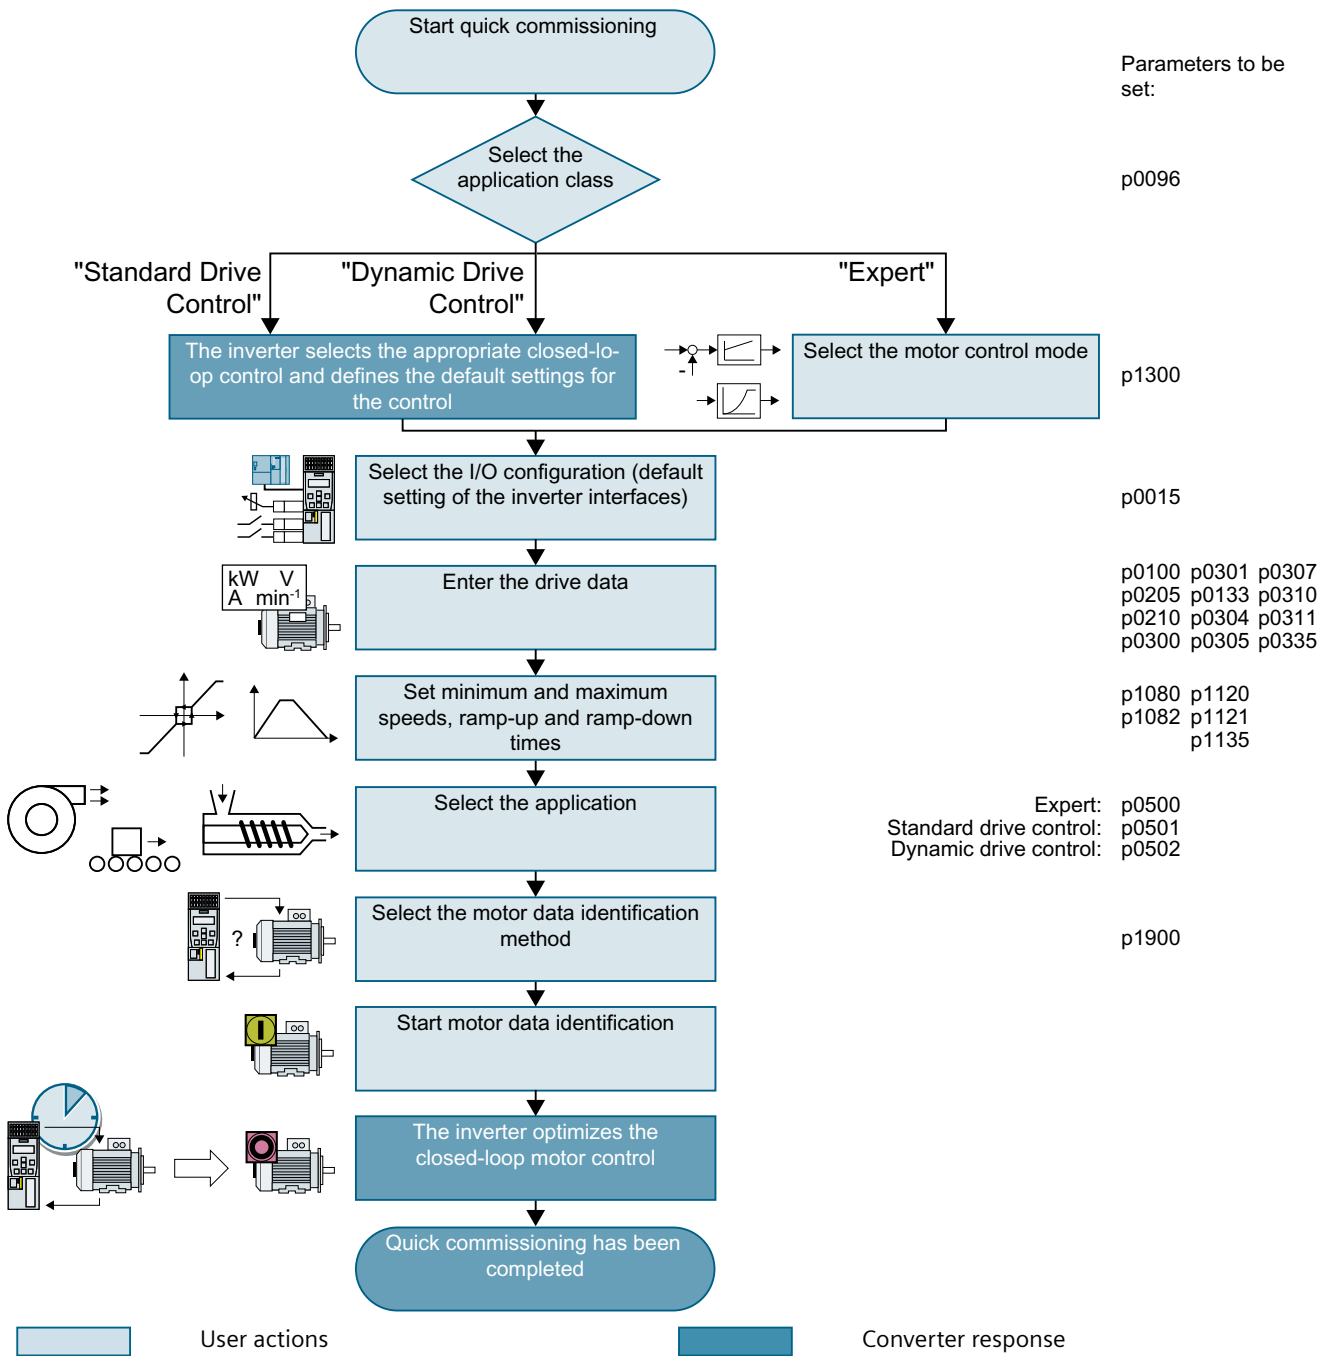 Start quick commissioning
Parameters to be
set:
Select the
application class
p0096
"Standard Drive
Control"
"Dynamic Drive
Control"
"Expert"
The inverter selects the appropriate closed-lo-
op control and defines the default settings for
the control
-
Select the motor control mode
p1300
Select the I/O configuration (default
setting of the inverter interfaces)
p0015
kW V
A min-1
Enter the drive data
p0100 p0301 p0307
p0205 p0133 p0310
p0210 p0304 p0311
p0300 p0305 p0335
Set minimum and maximum
speeds, ramp-up and ramp-down
times
p1080 p1120
p1082 p1121
p1135
Select the application
Expert: p0500
Standard drive control: p0501
Dynamic drive control: p0502
?
Select the motor data identification
method
p1900
Start motor data identification
The inverter optimizes the
closed-loop motor control
Quick commissioning has been
completed
User actions
Converter response